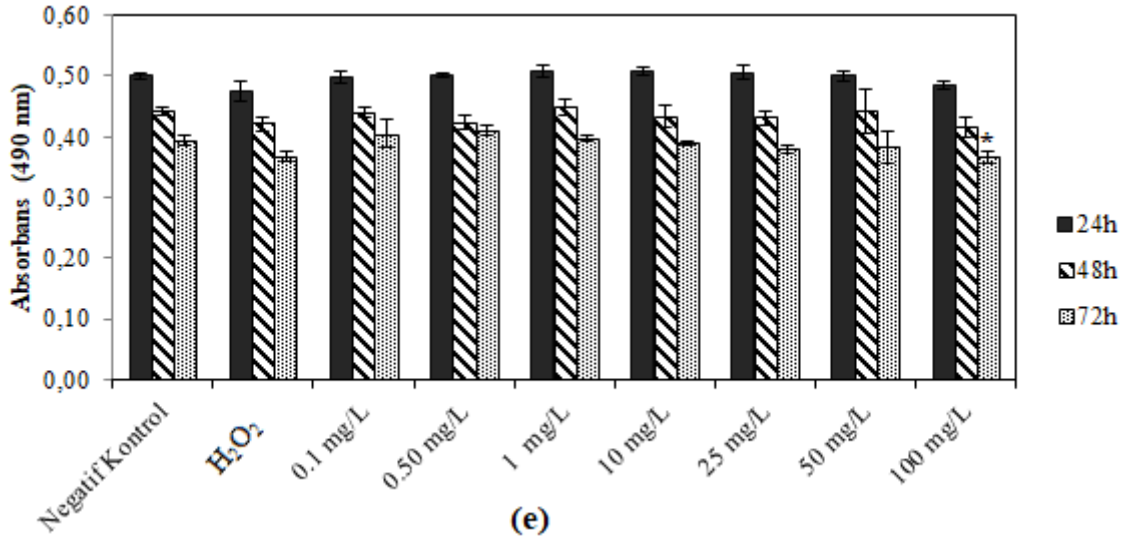 0,60
0,50
0,40
0,30
0,20
0,10
0,00
Absorbans (490 nm)
*
24h
48h
72h
Negatif Kontrol
H₂O₂
0.1 mg/L
0.50 mg/L
1 mg/L
10 mg/L
25 mg/L
50 mg/L
100 mg/L
(e)